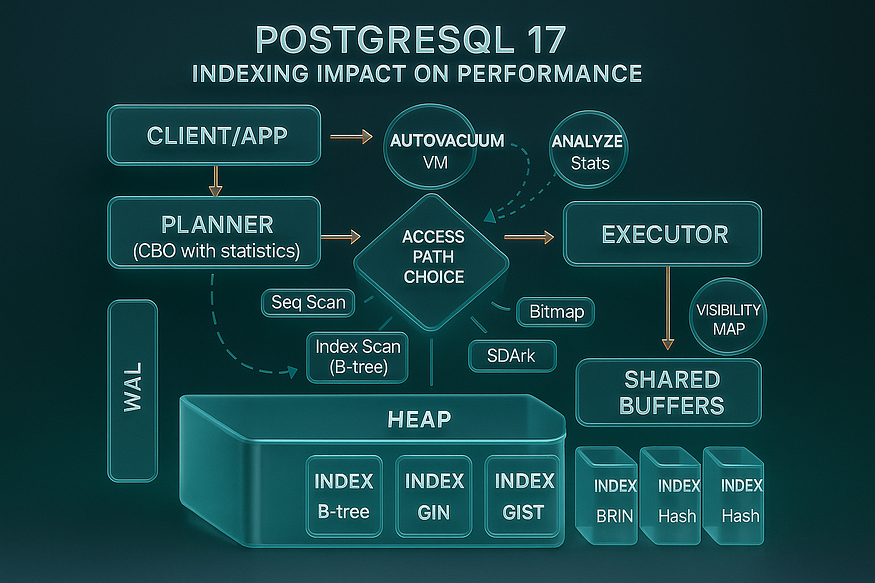 POSTGRESQL 17
INDEXING IMPACT ON PERFORMANCE
CLIENT/APP
AUTOVACUUM
VM
ANALYZE
Stats
PLANNER
(CBO with statistics)
ACCESS
PATH
CHOICE
EXECUTOR
Seq Scan
Bitmap
VISIBILITY
MAP
Index Scan
(B-tree)
SDArk
WAL
SHARED
BUFFERS
HEAP
INDEX
B-tree
INDEX
GIN
INDEX
GIST
INDEX
BRIN
INDEX
Hash
INDEX
Hash